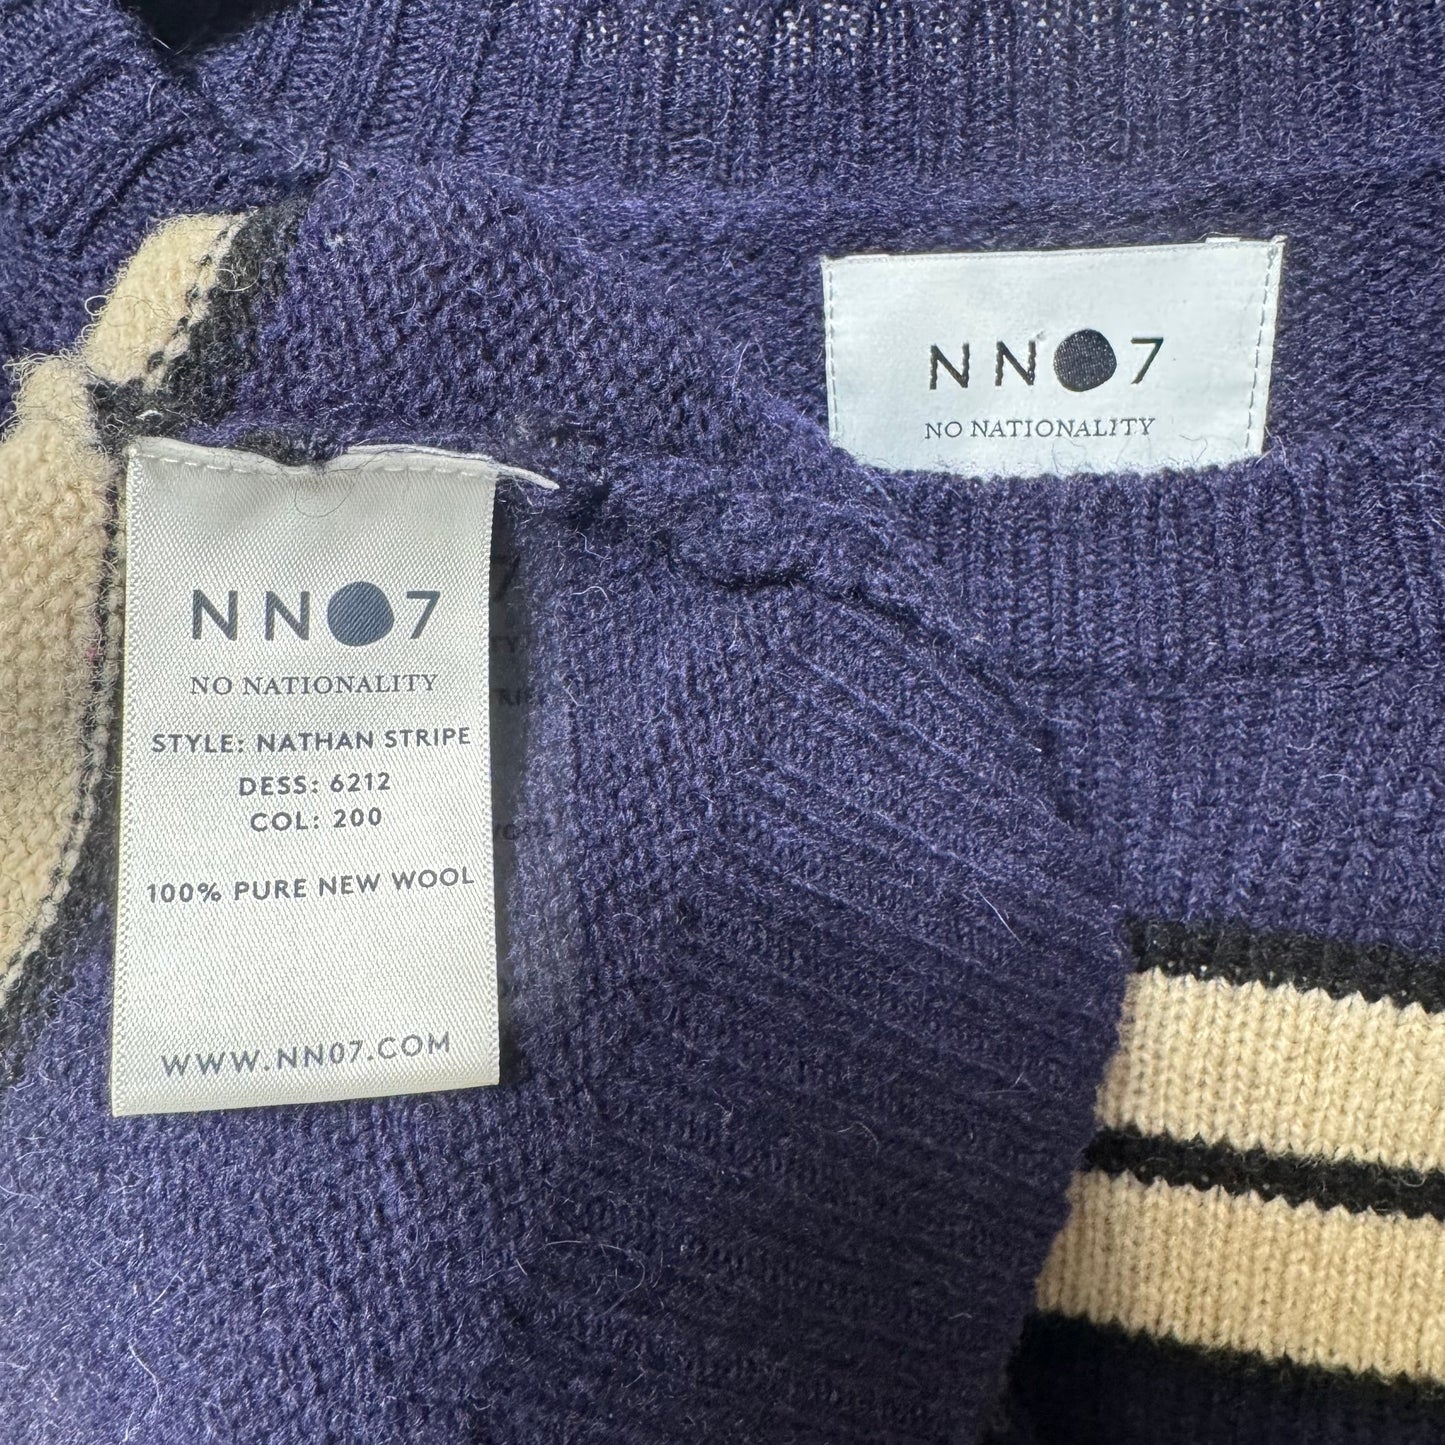 NN07
NO NATIONALITY
NN07
NO NATIONALITY
STYLE: NATHAN STRIPE
DESS: 6212
COL: 200
100% PURE NEW WOOL
WWW.NN07.COM